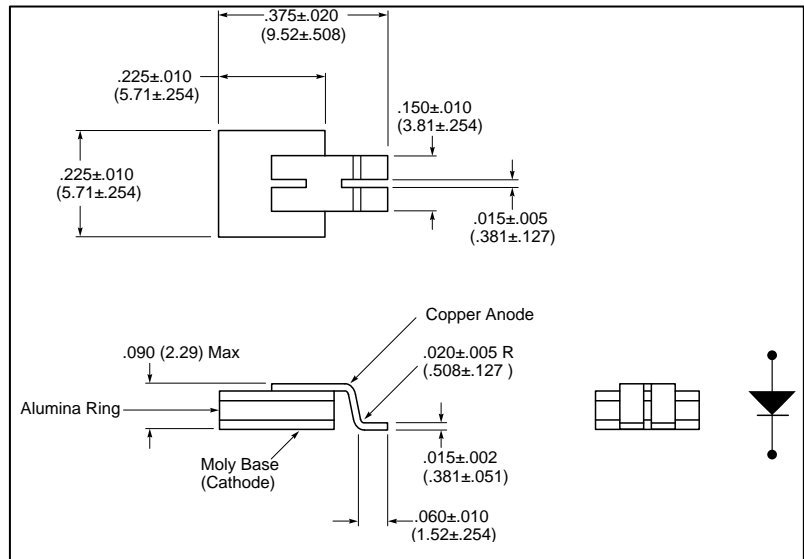 .375±.020
(9.52±.508)
.225±.010
(5.71±.254)
.150±.010
(3.81±.254)
.225±.010
(5.71±.254)
.015±.005
(.381±.127)
Copper Anode
.090 (2.29) Max
.020±.005 R
(.508±.127 )
Alumina Ring
Moly Base
(Cathode)
.015±.002
(.381±.051)
.060±.010
(1.52±.254)